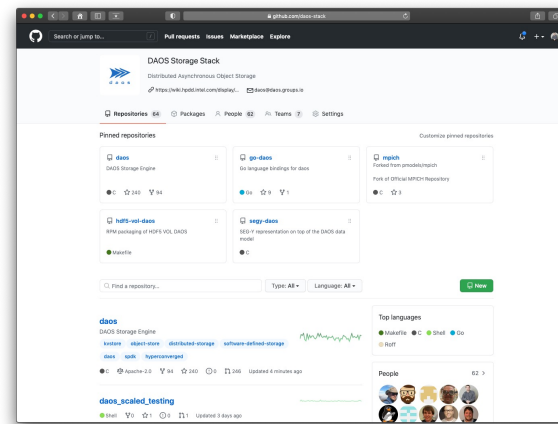 github.com/daos-stack
Search or jump to...
/
Pull requests Issues Marketplace Explore
DAOS Storage Stack
Distributed Asynchronous Object Storage
https://wiki.hpdd.intel.com/display/... daos@daos.groups.io
daos
Repositories 64 Packages People 62 Teams 7 Settings
Pinned repositories Customize pinned repositories
daos
DAOS Storage Engine
C 240 94
go-daos
Go language bindings for daos
Go 9 1
mpich
Forked from pmodels/mpich
Fork of Official MPICH Repository
C 3
hdf5-vol-daos
RPM packaging of HDF5 VOL DAOS
Makefile
segy-daos
SEG-Y representation on top of the DAOS data
model
C
Find a repository... Type: All Language: All New
daos
DAOS Storage Engine
kvstore object-store distributed-storage software-defined-storage
daos spdk hyperconverged
C Apache-2.0 94 240 0 246 Updated 4 minutes ago
daos_scaled_testing
Shell 0 1 0 1 Updated 3 days ago
Top languages
Makefile C Shell Go
Roff
People 62 >